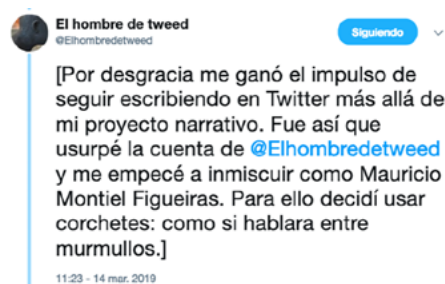 El hombre de tweed
@Elhombredetweed
Siguiendo
[Por desgracia me ganó el impulso de
seguir escribiendo en Twitter más allá de
mi proyecto narrativo. Fue así que
usurpé la cuenta de @Elhombredetweed
y me empecé a inmiscuir como Mauricio
Montiel Figueiras. Para ello decidí usar
corchetes: como si hablara entre
murmullos.]
11:23 - 14 mar. 2019